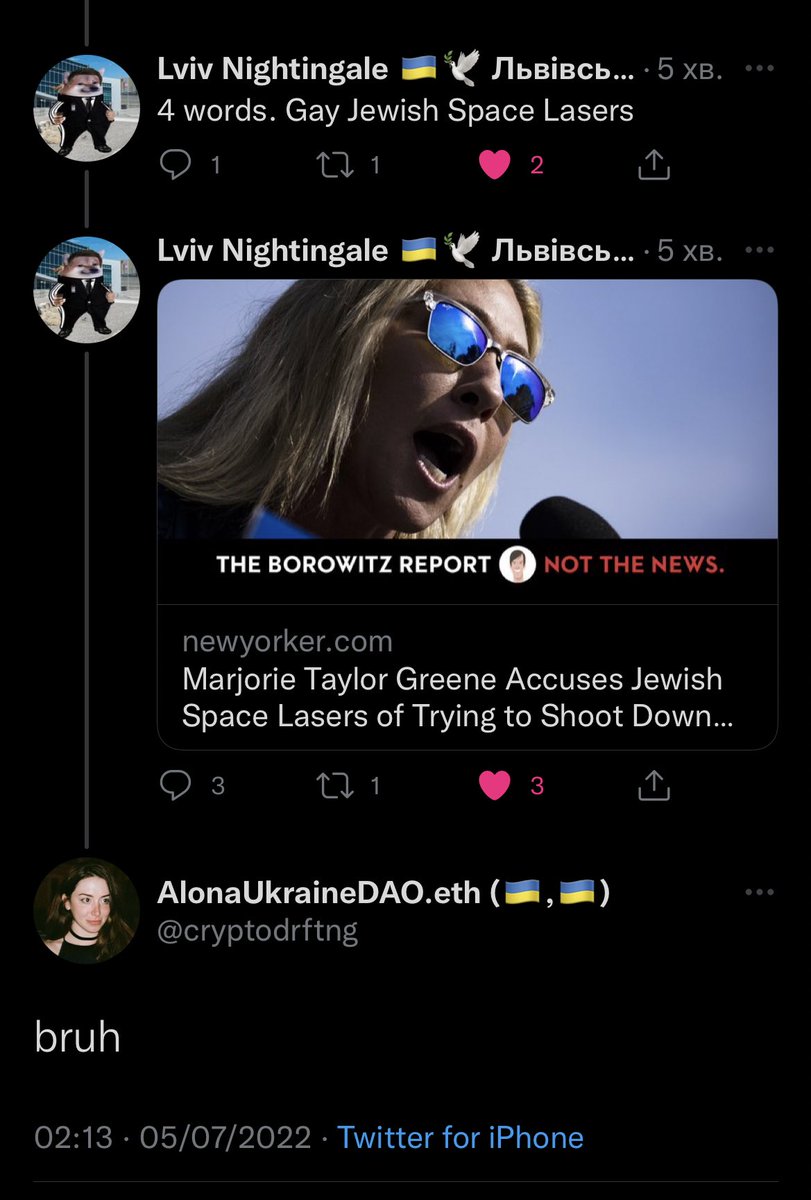 Lviv Nightingale 🇺🇦🕊️ Львівсь... · 5 хв.
4 words. Gay Jewish Space Lasers
1 1 2
Lviv Nightingale 🇺🇦🕊️ Львівсь... · 5 хв.
THE BOROWITZ REPORT NOT THE NEWS.
newyorker.com
Marjorie Taylor Greene Accuses Jewish
Space Lasers of Trying to Shoot Down...
3 1 3
AlonaUkraineDAO.eth (🇺🇦,🇺🇦)
@cryptodrftng
bruh
02:13 · 05/07/2022 · Twitter for iPhone